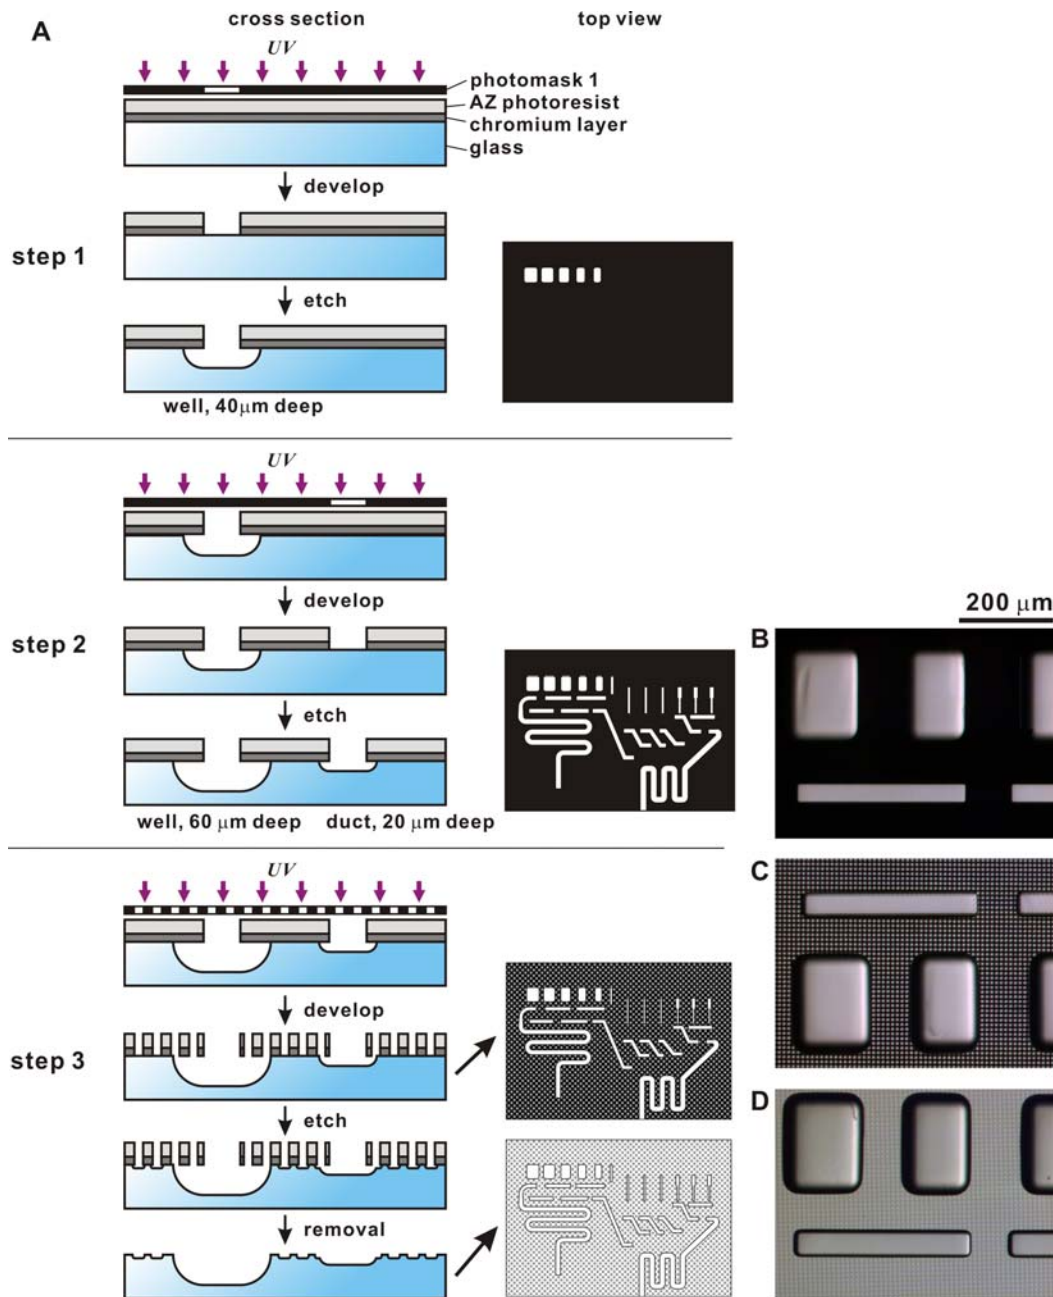 A
cross section
top view
UV
photomask 1
AZ photoresist
chromium layer
glass
develop
step 1
etch
well, 40μm deep
UV
develop
step 2
etch
well, 60 μm deep
duct, 20 μm deep
200 μm
B
UV
C
develop
step 3
D
etch
removal